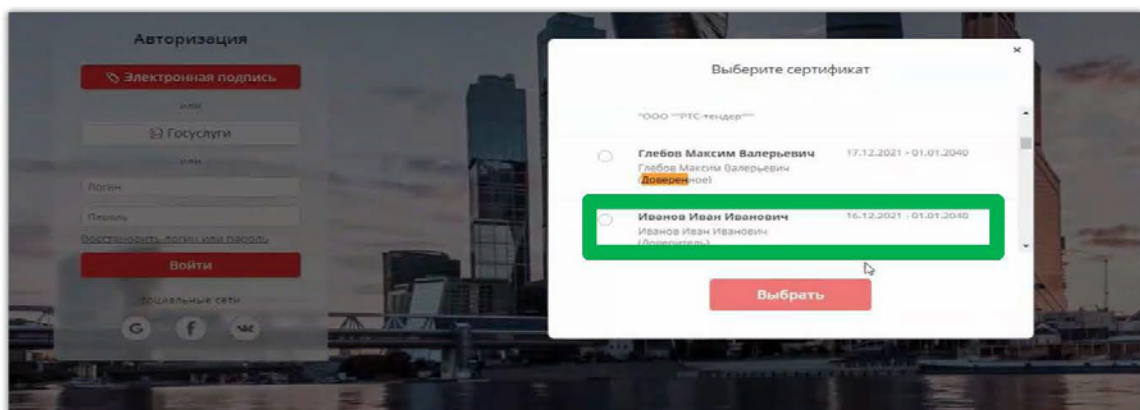 Авторизация
Электронная подпись
или
Госуслуги
или
Логин
Пароль
Восстановить логин или пароль
Войти
социальные сети
G f
Выберите сертификат
×
"ООО ""РТС-тендер"""
Глебов Максим Валерьевич 17.12.2021 - 01.01.2040
Глебов Максим Валерьевич
(Доверенное)
Иванов Иван Иванович 16.12.2021 - 01.01.2040
Иванов Иван Иванович
(Доверитель)
Выбрать